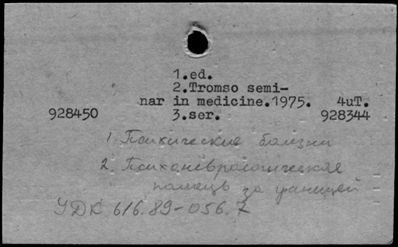 1.ed.
2.Tromso semi-
nar in medicine.1975. 4uT.
928450 3.ser. 928344
1. Психические болезни
2. Психоневрологическая
помощь за границей
УДК 616.89-056.7